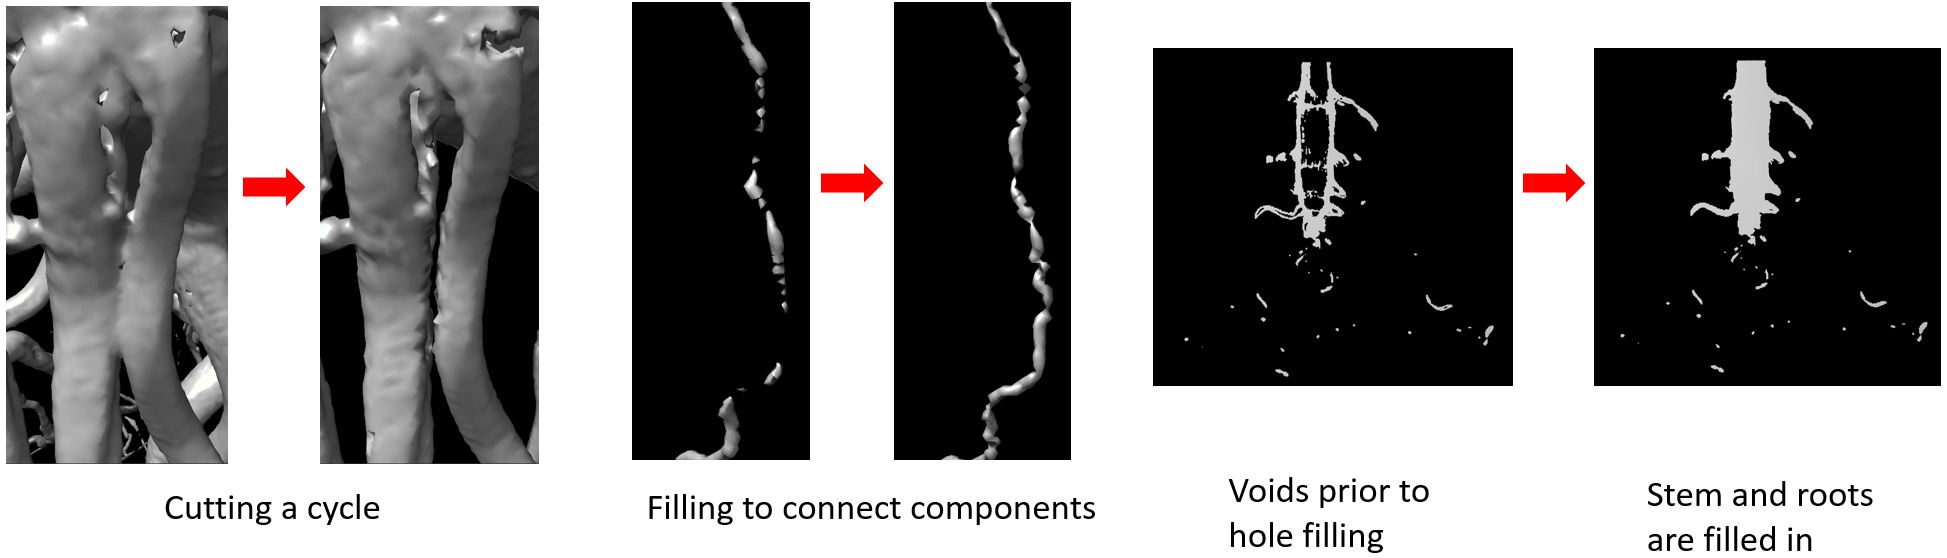 Cutting a cycle
Filling to connect components
Voids prior to
hole filling
Stem and roots
are filled in